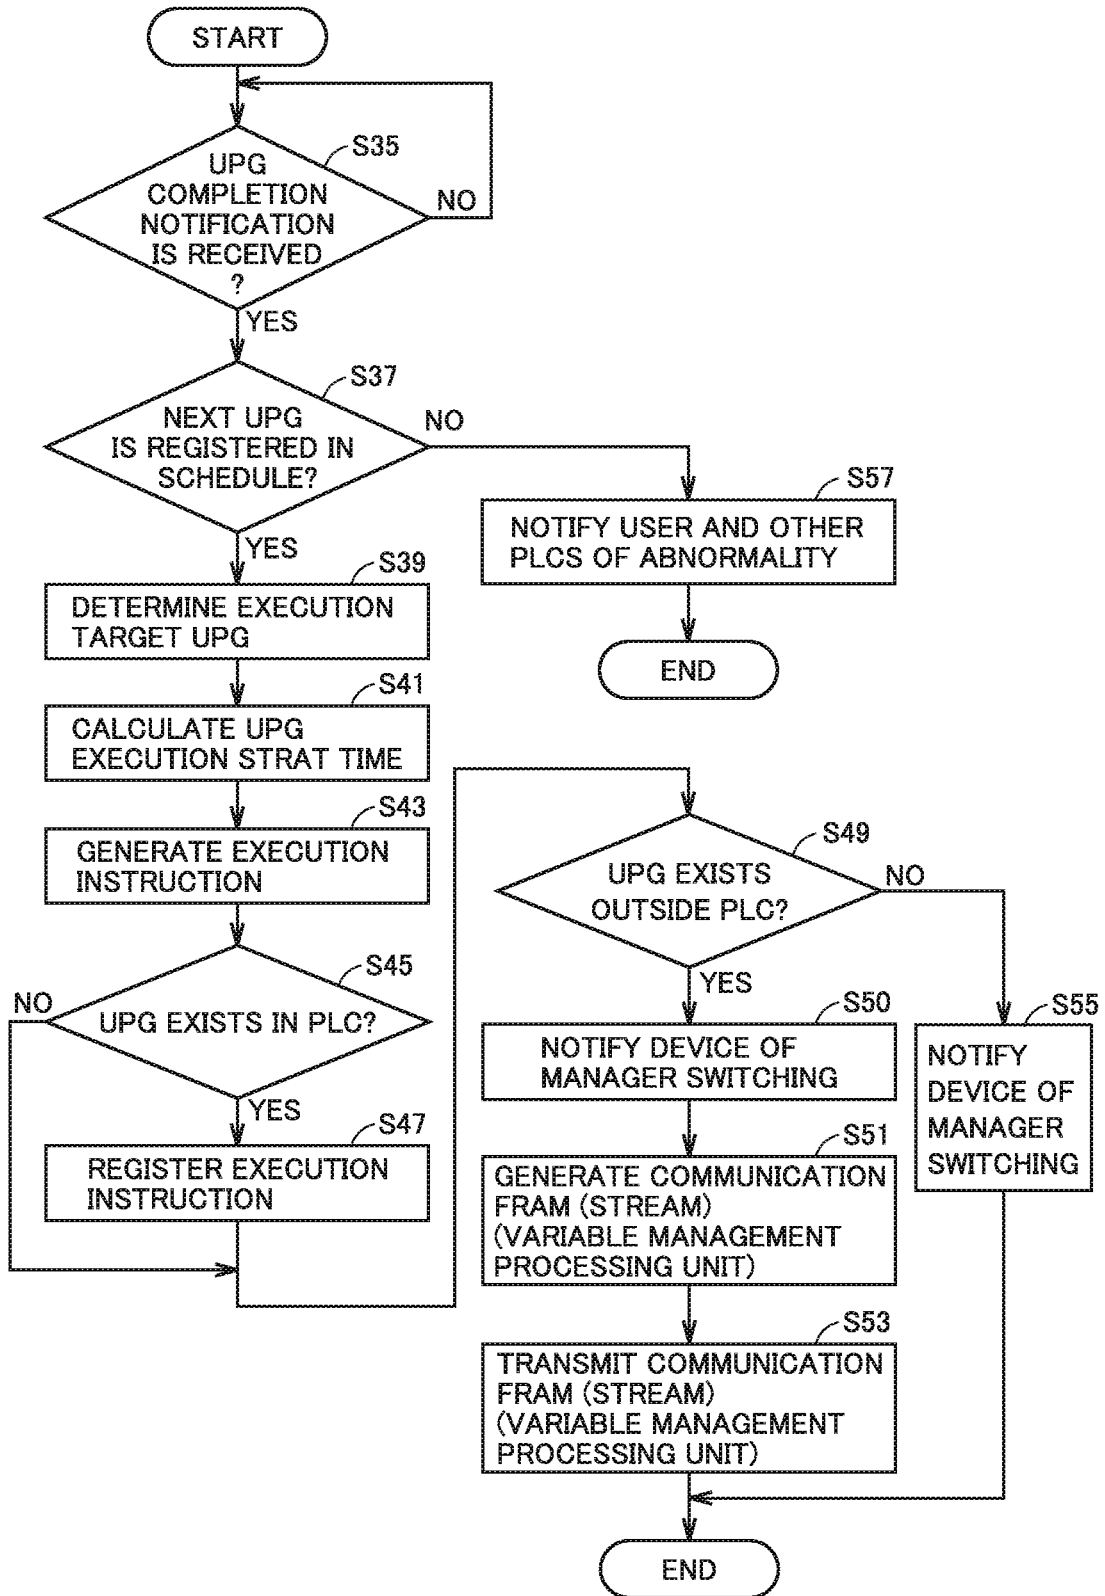 START
S35
UPG
COMPLETION
NOTIFICATION
IS RECEIVED
?
NO
YES
S37
NEXT UPG
IS REGISTERED IN
SCHEDULE?
NO
YES
S57
NOTIFY USER AND OTHER
PLCS OF ABNORMALITY
END
S39
DETERMINE EXECUTION
TARGET UPG
S41
CALCULATE UPG
EXECUTION STRAT TIME
S43
GENERATE EXECUTION
INSTRUCTION
S45
UPG EXISTS IN PLC?
NO
YES
S47
REGISTER EXECUTION
INSTRUCTION
S49
UPG EXISTS
OUTSIDE PLC?
NO
YES
S50
NOTIFY DEVICE OF
MANAGER SWITCHING
S51
GENERATE COMMUNICATION
FRAM (STREAM)
(VARIABLE MANAGEMENT
PROCESSING UNIT)
S53
TRANSMIT COMMUNICATION
FRAM (STREAM)
(VARIABLE MANAGEMENT
PROCESSING UNIT)
S55
NOTIFY
DEVICE OF
MANAGER
SWITCHING
END